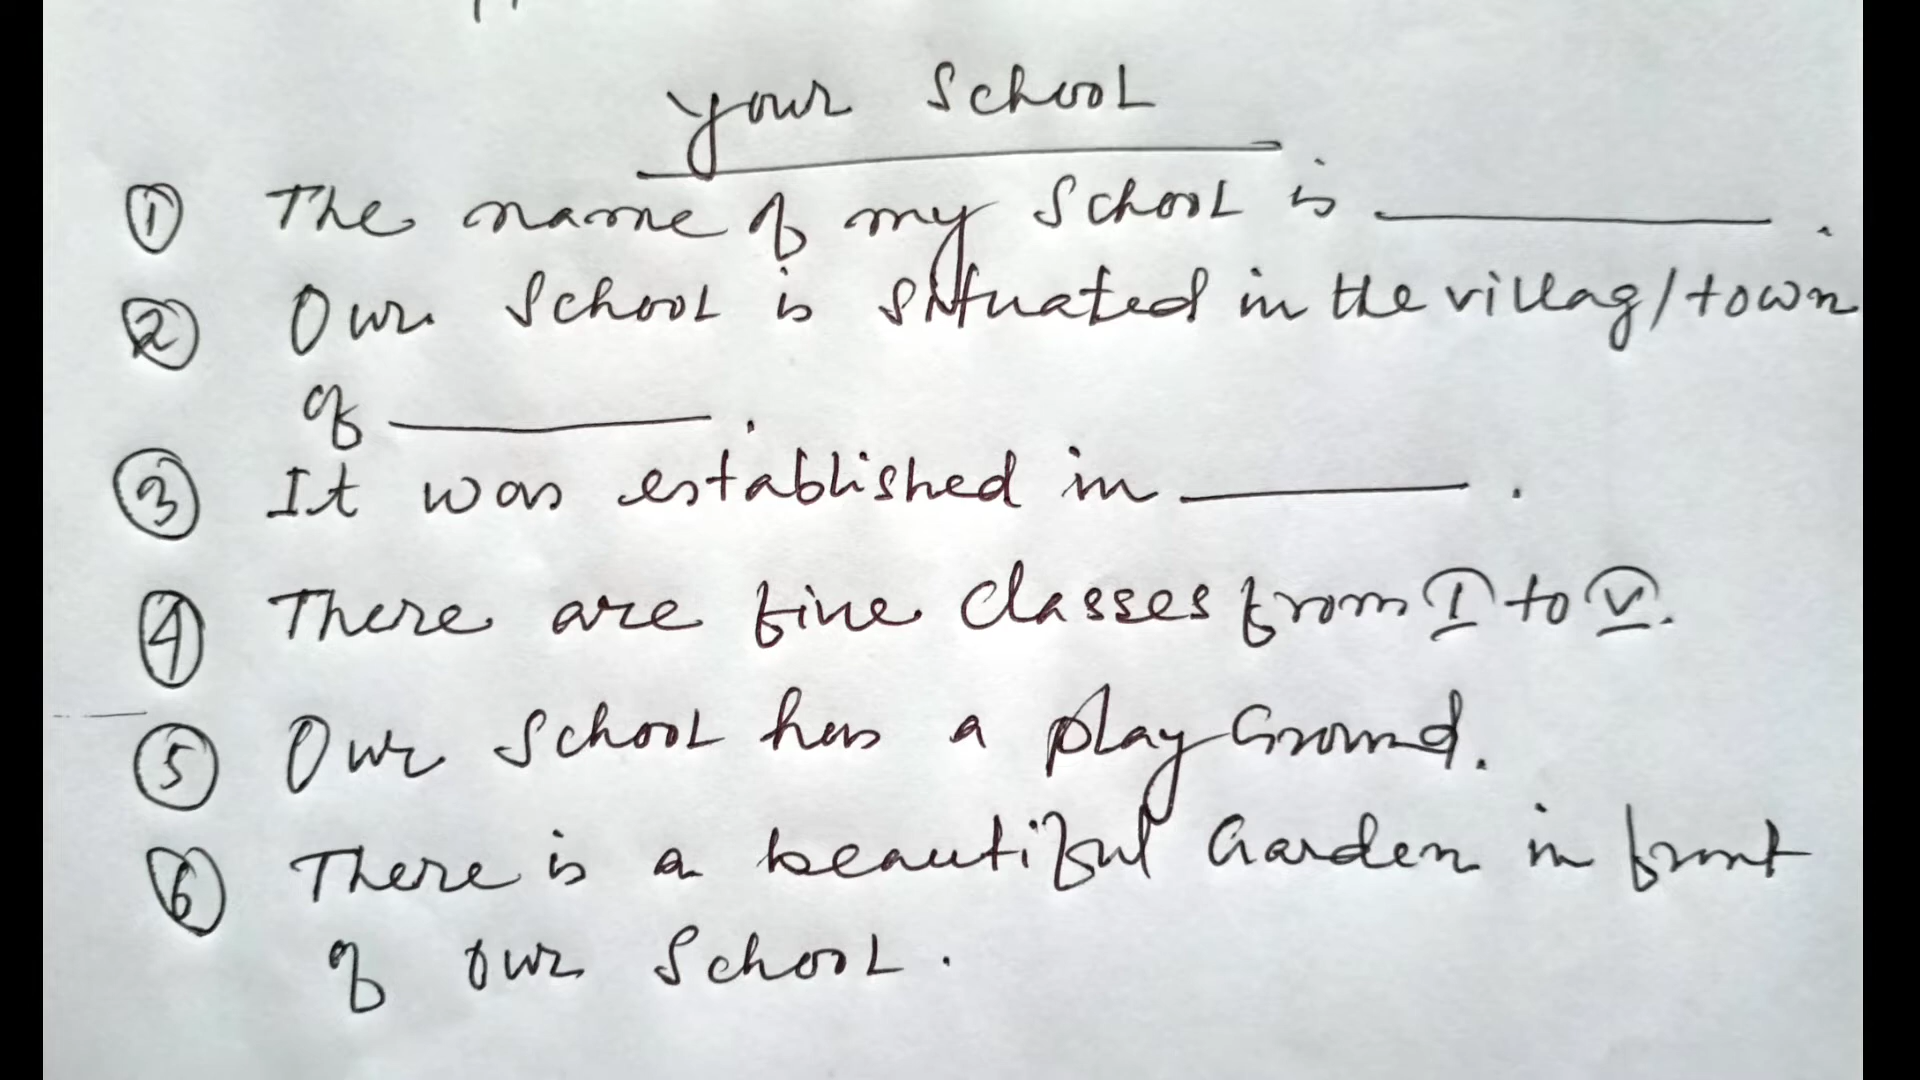 your School
① The name of my School is ________.
② Our School is situated in the villag/town
of ________.
③ It was established in ________.
④ There are five classes from I to V.
⑤ Our School has a play Ground.
⑥ There is a beautiful Garden in front
of our School.